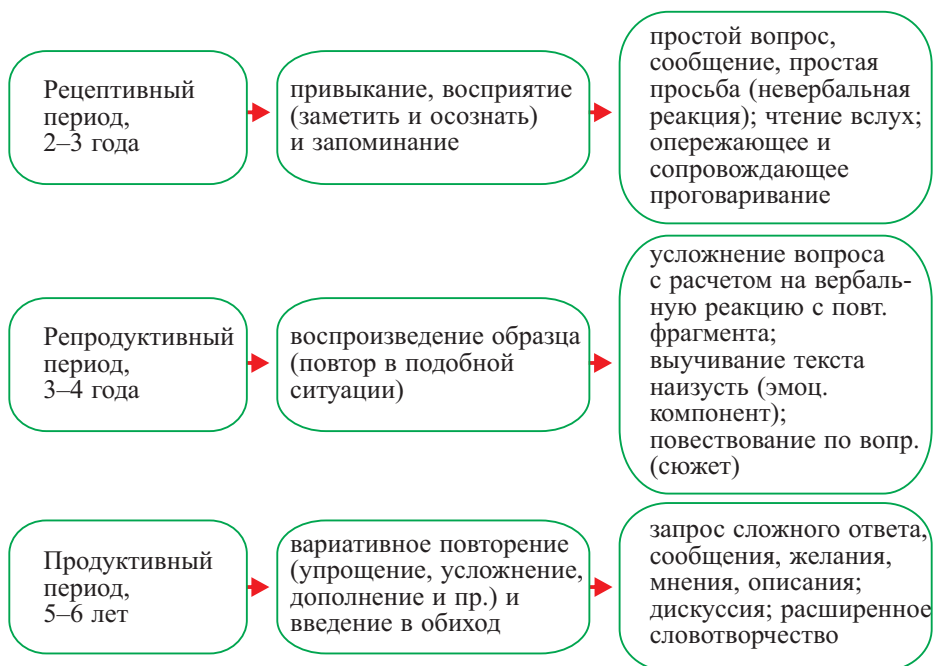 Рецептивный
период,
2–3 года
привыкание, восприятие
(заметить и осознать)
и запоминание
простой вопрос,
сообщение, простая
просьба (невербальная
реакция); чтение вслух;
опережающее и
сопровождающее
проговаривание
Репродуктивный
период,
3–4 года
воспроизведение образца
(повтор в подобной
ситуации)
усложнение вопроса
с расчетом на вербаль-
ную реакцию с повт.
фрагмента;
выучивание текста
наизусть (эмоц.
компонент);
повествование по вопр.
(сюжет)
Продуктивный
период,
5–6 лет
вариативное повторение
(упрощение, усложнение,
дополнение и пр.) и
введение в обиход
запрос сложного ответа,
сообщения, желания,
мнения, описания;
дискуссия; расширенное
словотворчество